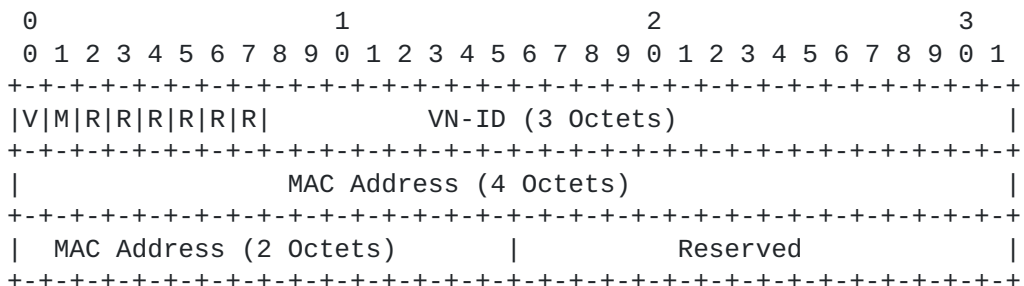 0                   1                   2                   3
 0 1 2 3 4 5 6 7 8 9 0 1 2 3 4 5 6 7 8 9 0 1 2 3 4 5 6 7 8 9 0 1
+-+-+-+-+-+-+-+-+-+-+-+-+-+-+-+-+-+-+-+-+-+-+-+-+-+-+-+-+-+-+-+-+
|V|M|R|R|R|R|R|R|          VN-ID (3 Octets)                     |
+-+-+-+-+-+-+-+-+-+-+-+-+-+-+-+-+-+-+-+-+-+-+-+-+-+-+-+-+-+-+-+-+
|                 MAC Address (4 Octets)                        |
+-+-+-+-+-+-+-+-+-+-+-+-+-+-+-+-+-+-+-+-+-+-+-+-+-+-+-+-+-+-+-+-+
|  MAC Address (2 Octets)       |          Reserved             |
+-+-+-+-+-+-+-+-+-+-+-+-+-+-+-+-+-+-+-+-+-+-+-+-+-+-+-+-+-+-+-+-+